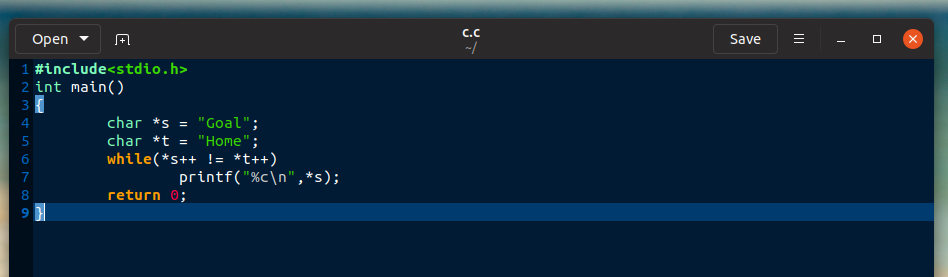 Open
c.c
~/
Save
1 #include<stdio.h>
2 int main()
3 {
4 char *s = "Goal";
5 char *t = "Home";
6 while(*s++ != *t++)
7 printf("%c\n",*s);
8 return 0;
9 }